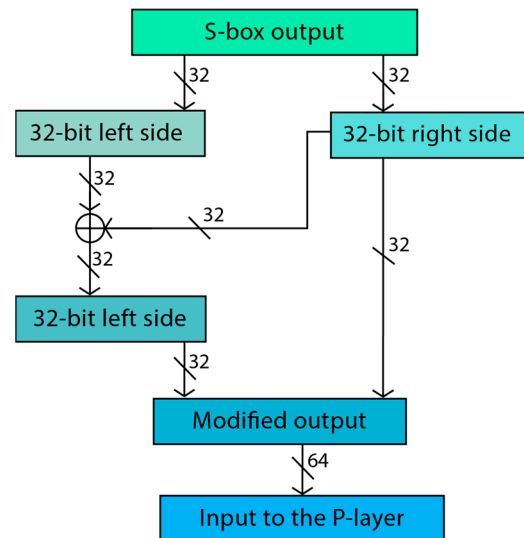 S-box output
32
32
32-bit left side
32-bit right side
32
32
32
32
32-bit left side
32
Modified output
64
Input to the P-layer